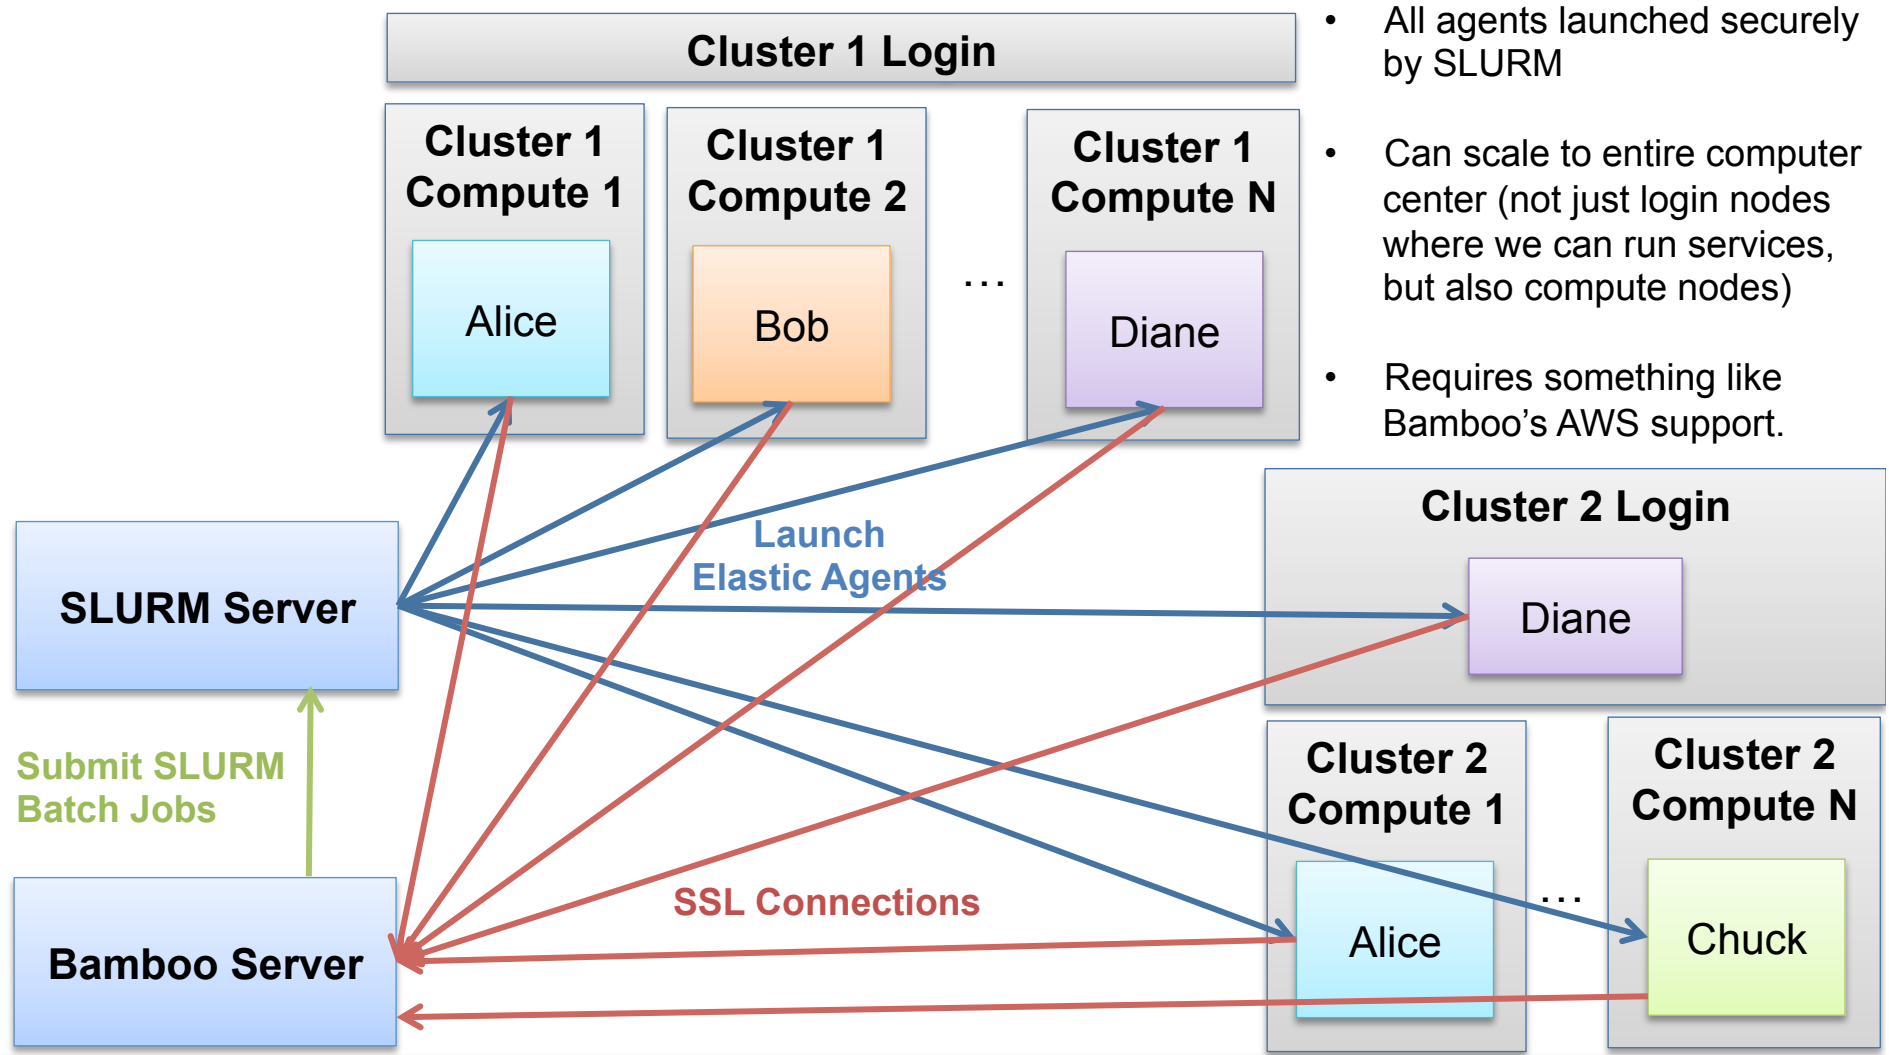 Cluster 1 Login
Cluster 1
Compute 1
Alice
Cluster 1
Compute 2
Bob
...
Cluster 1
Compute N
Diane
• All agents launched securely
by SLURM
• Can scale to entire computer
center (not just login nodes
where we can run services,
but also compute nodes)
• Requires something like
Bamboo’s AWS support.
SLURM Server
Launch
Elastic Agents
Cluster 2 Login
Diane
Submit SLURM
Batch Jobs
Bamboo Server
SSL Connections
Cluster 2
Compute 1
Alice
...
Cluster 2
Compute N
Chuck